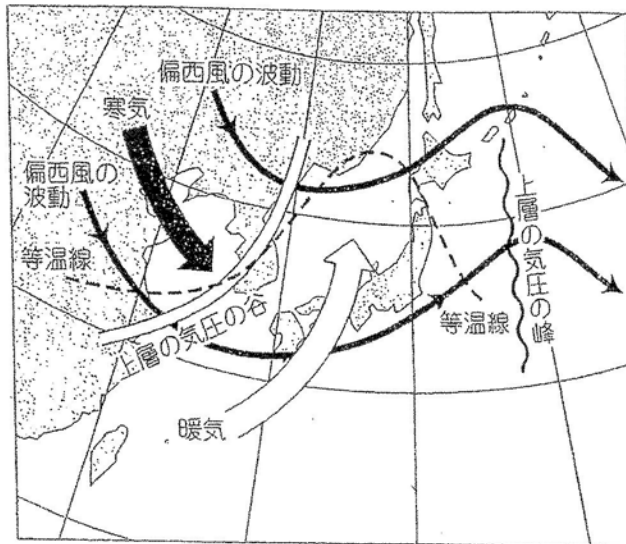 偏西風の波動
寒気
偏西風の
波動
等温線
上層の気圧の谷
暖気
等温線
上層の気圧の峰